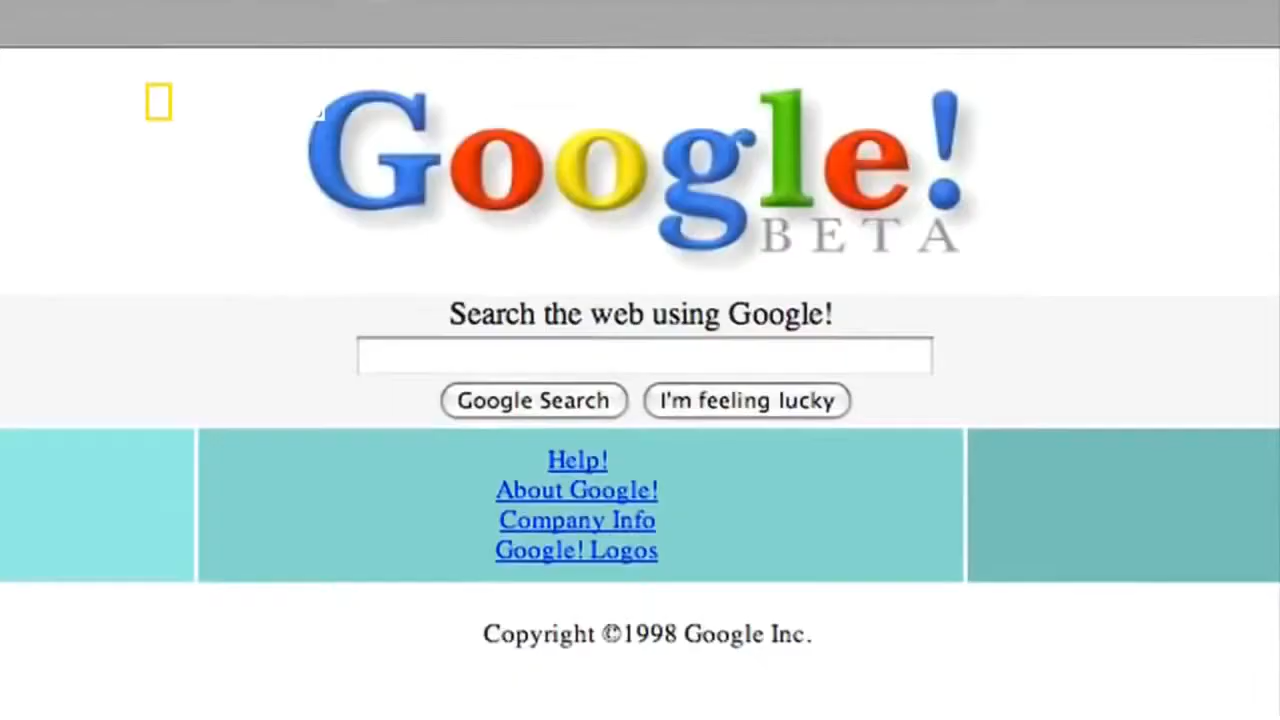 Google!
BETA
Search the web using Google!
Google Search I'm feeling lucky
Help!
About Google!
Company Info
Google! Logos
Copyright ©1998 Google Inc.